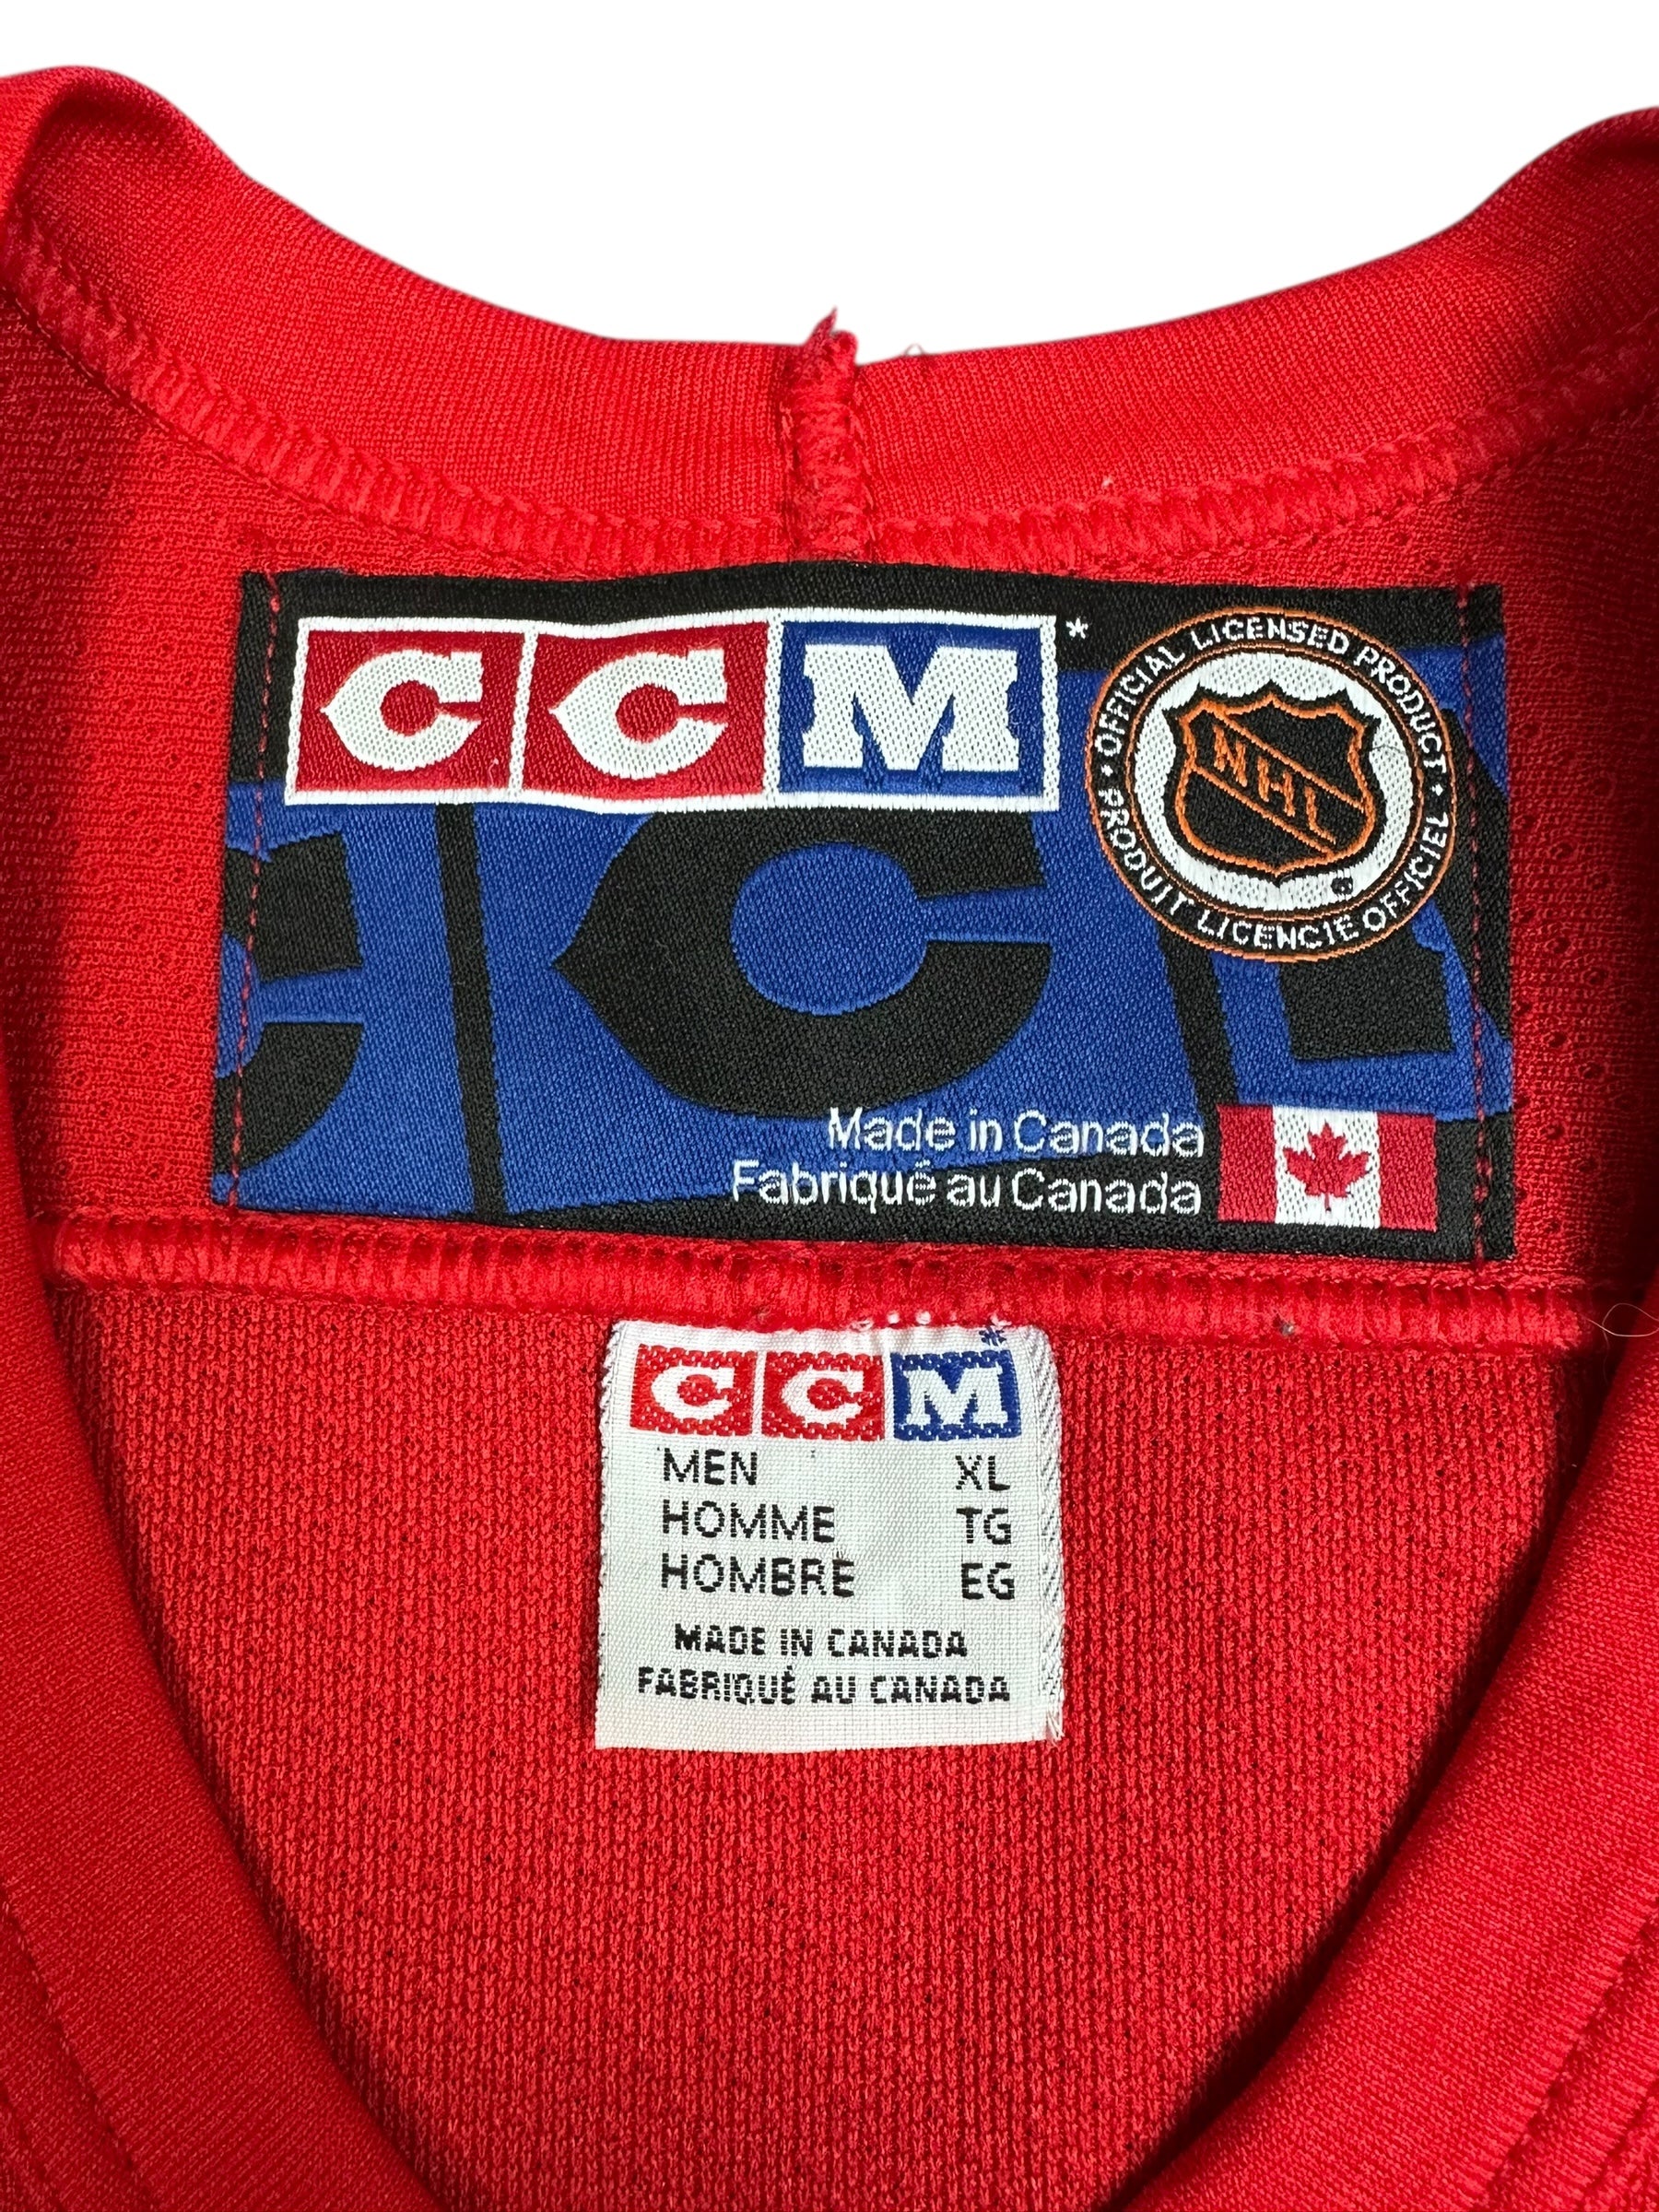 CCM*
OFFICIAL LICENSED PRODUCT • PRODUIT LICENCIE OFFICIEL •
NHL
Made in Canada
Fabriqué au Canada
CCM*
MEN XL
HOMME TG
HOMBRE EG
MADE IN CANADA
FABRIQUÉ AU CANADA